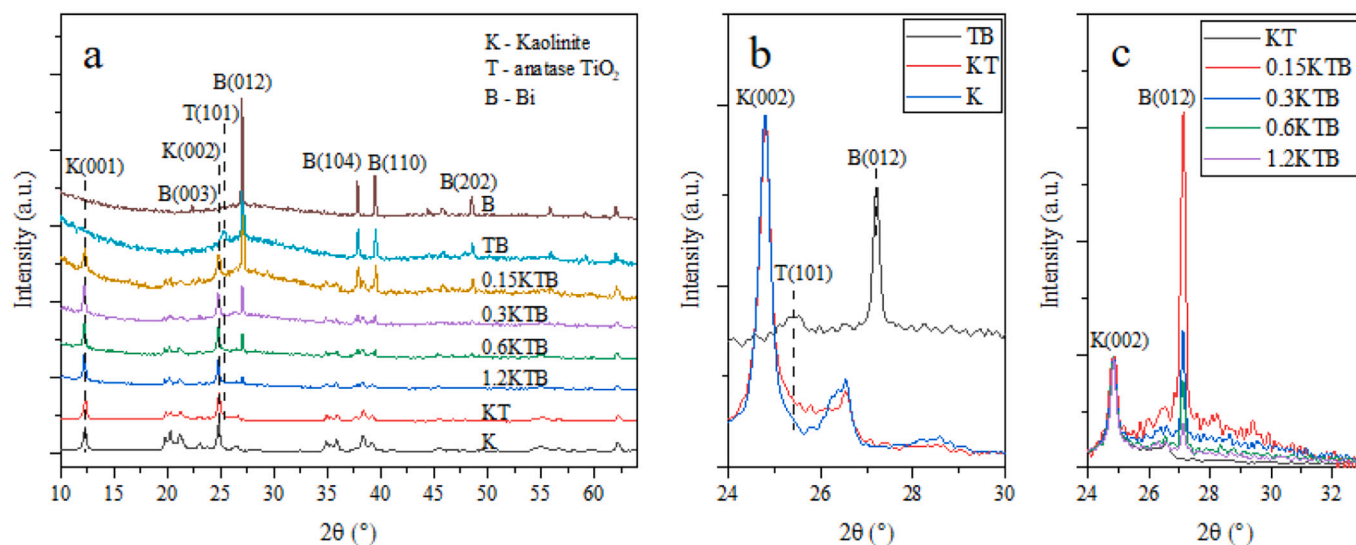 a
K - Kaolinite
T - anatase TiO₂
B - Bi
B(012)
T(101)
K(002)
K(001)
B(003)
B(104)
B(110)
B(202)
B
TB
0.15KTB
0.3KTB
0.6KTB
1.2KTB
KT
K
Intensity (a.u.)
10 15 20 25 30 35 40 45 50 55 60
2θ (°)
b
TB
KT
K
K(002)
B(012)
T(101)
Intensity (a.u.)
24 26 28 30
2θ (°)
c
KT
0.15KTB
0.3KTB
0.6KTB
1.2KTB
B(012)
K(002)
Intensity (a.u.)
24 26 28 30 32
2θ (°)